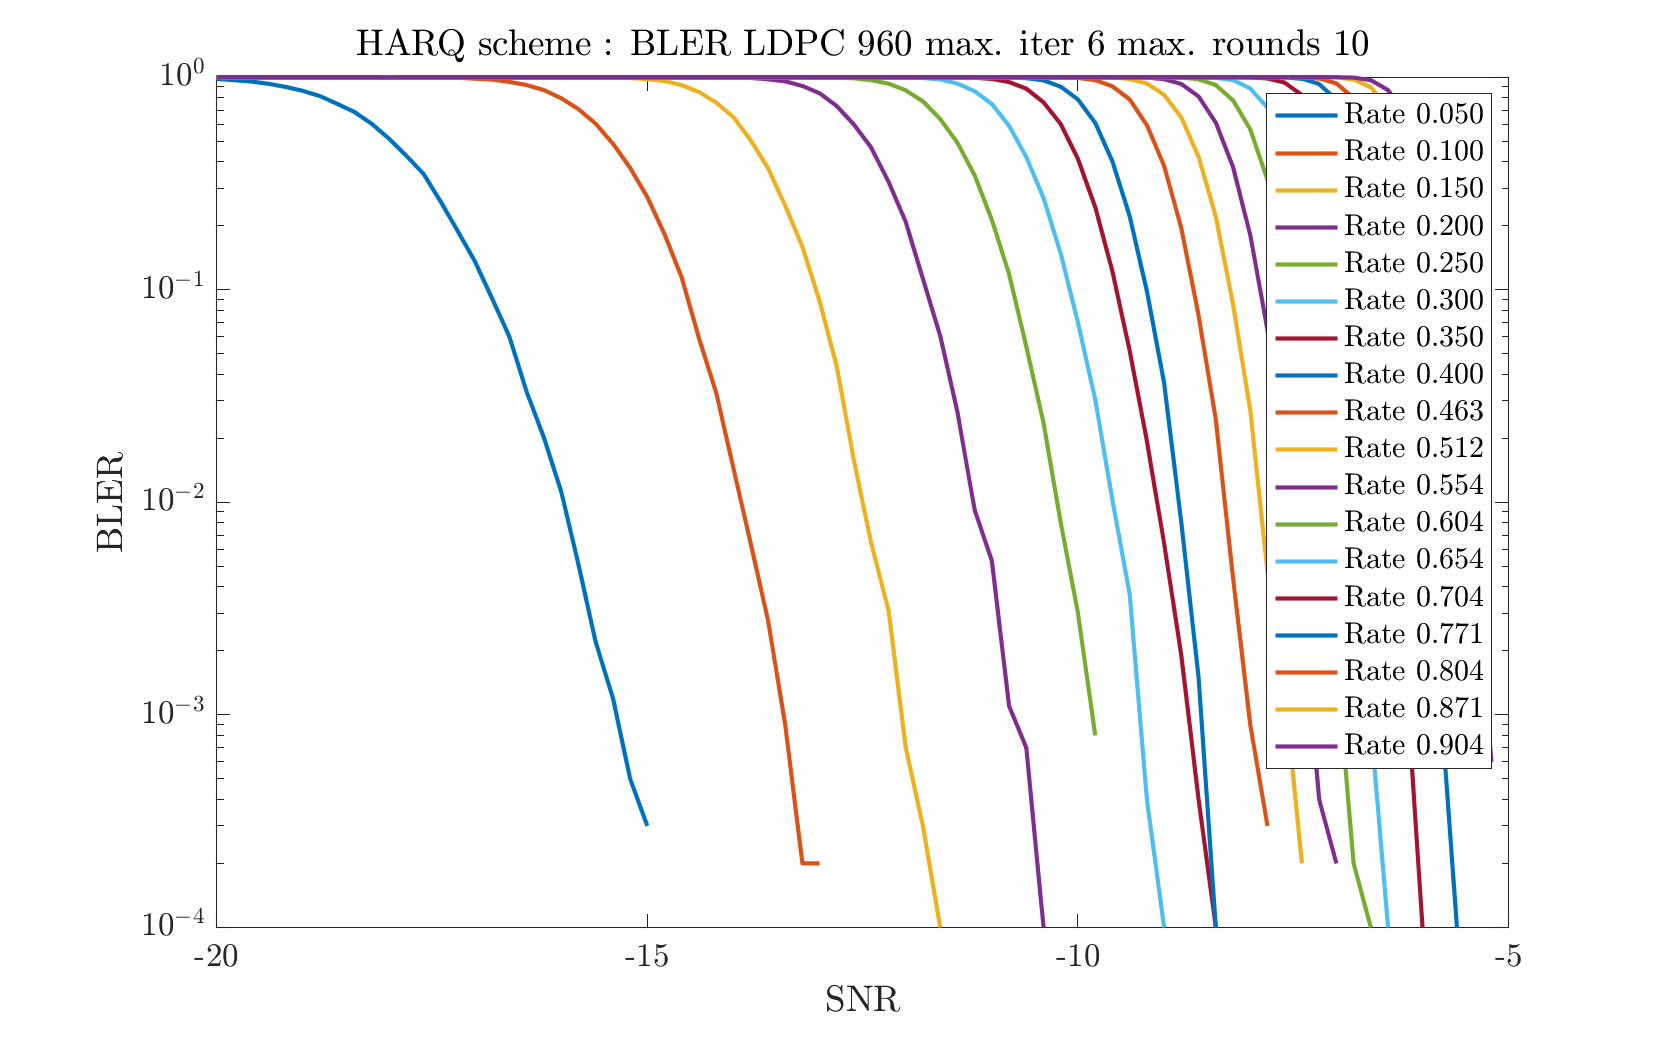 HARQ scheme : BLER LDPC 960 max. iter 6 max. rounds 10
10^0
10^-1
10^-2
10^-3
10^-4
BLER
-20 -15 -10 -5
SNR
Rate 0.050
Rate 0.100
Rate 0.150
Rate 0.200
Rate 0.250
Rate 0.300
Rate 0.350
Rate 0.400
Rate 0.463
Rate 0.512
Rate 0.554
Rate 0.604
Rate 0.654
Rate 0.704
Rate 0.771
Rate 0.804
Rate 0.871
Rate 0.904